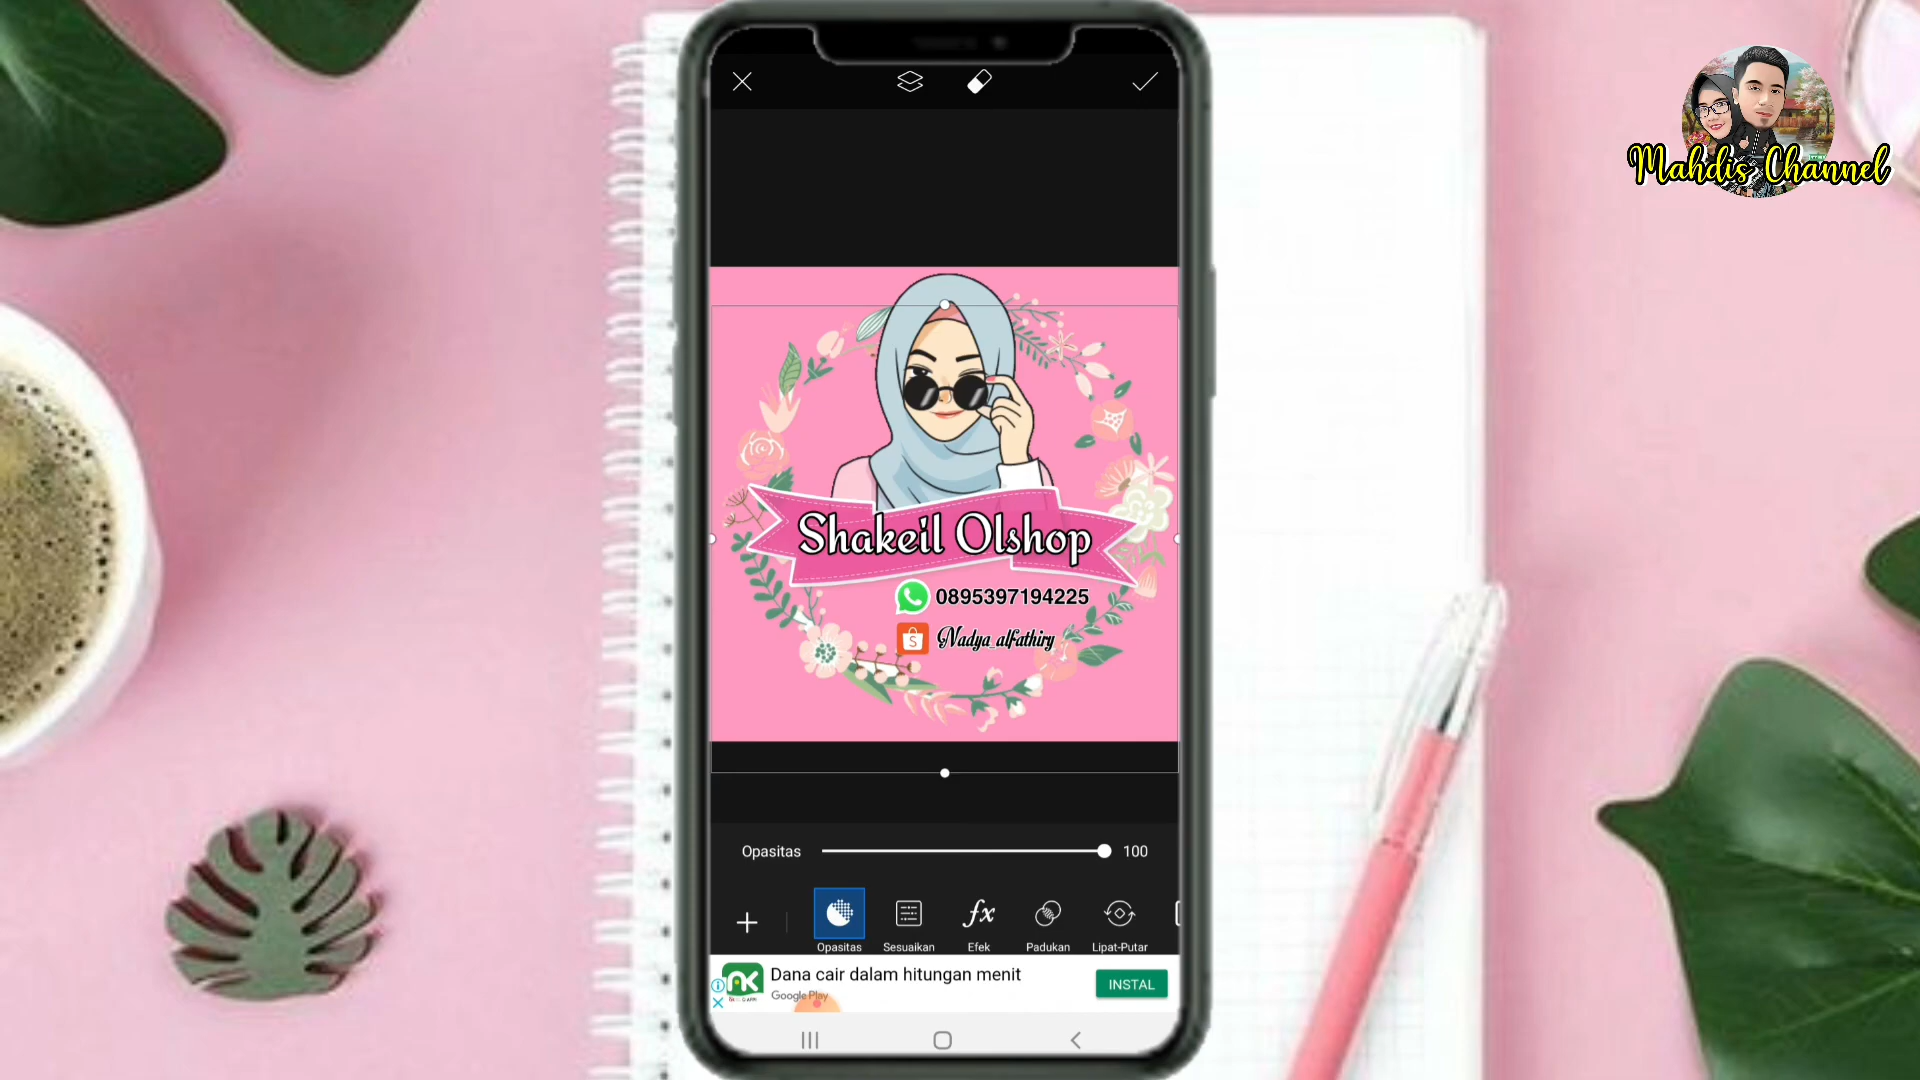 Mahdis Channel
Shakeil Olshop
0895397194225
S
Nadya_alfathiry
Opasitas 100
Opasitas Sesuaikan Efek Padukan Lipat-Putar
Dana cair dalam hitungan menit
Google Play
INSTAL